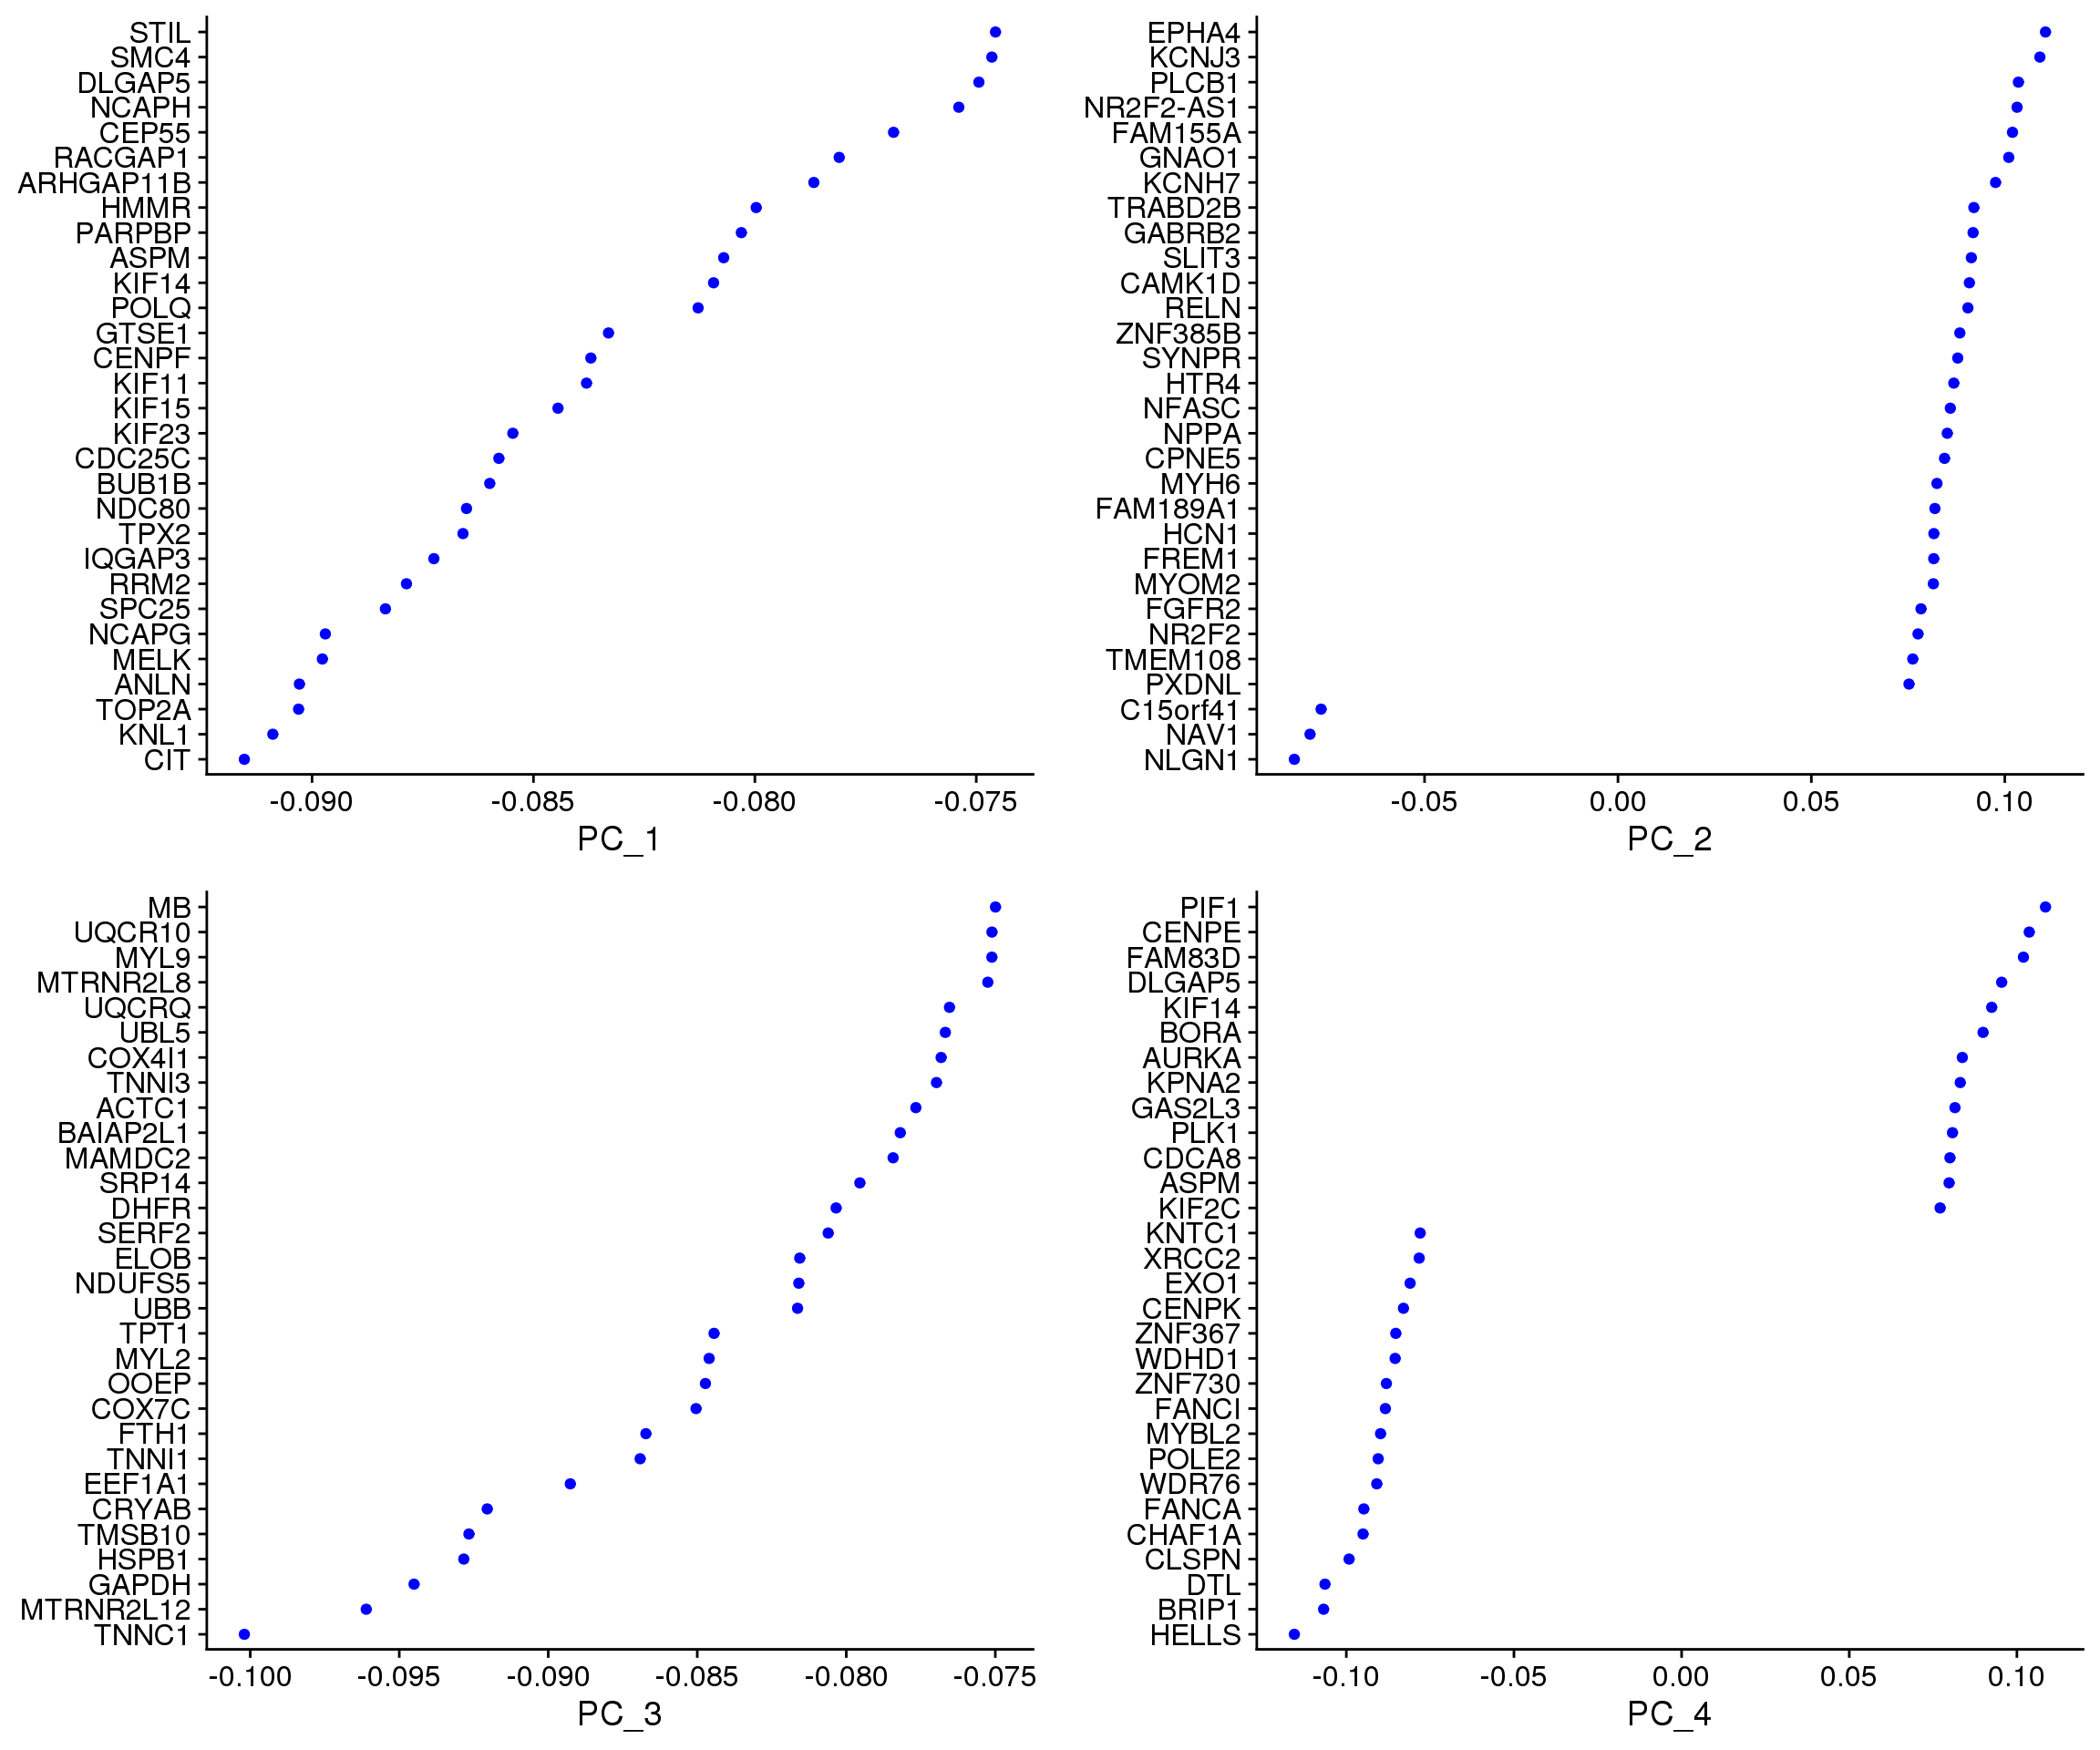 STIL
SMC4
DLGAP5
NCAPH
CEP55
RACGAP1
ARHGAP11B
HMMR
PARPBP
ASPM
KIF14
POLQ
GTSE1
CENPF
KIF11
KIF15
KIF23
CDC25C
BUB1B
NDC80
TPX2
IQGAP3
RRM2
SPC25
NCAPG
MELK
ANLN
TOP2A
KNL1
CIT
-0.090 -0.085 -0.080 -0.075
PC_1
EPHA4
KCNJ3
PLCB1
NR2F2-AS1
FAM155A
GNAO1
KCNH7
TRABD2B
GABRB2
SLIT3
CAMK1D
RELN
ZNF385B
SYNPR
HTR4
NFASC
NPPA
CPNE5
MYH6
FAM189A1
HCN1
FREM1
MYOM2
FGFR2
NR2F2
TMEM108
PXDNL
C15orf41
NAV1
NLGN1
-0.05 0.00 0.05 0.10
PC_2
MB
UQCR10
MYL9
MTRNR2L8
UQCRQ
UBL5
COX4I1
TNNI3
ACTC1
BAIAP2L1
MAMDC2
SRP14
DHFR
SERF2
ELOB
NDUFS5
UBB
TPT1
MYL2
OOEP
COX7C
FTH1
TNNI1
EEF1A1
CRYAB
TMSB10
HSPB1
GAPDH
MTRNR2L12
TNNC1
-0.100 -0.095 -0.090 -0.085 -0.080 -0.075
PC_3
PIF1
CENPE
FAM83D
DLGAP5
KIF14
BORA
AURKA
KPNA2
GAS2L3
PLK1
CDCA8
ASPM
KIF2C
KNTC1
XRCC2
EXO1
CENPK
ZNF367
WDHD1
ZNF730
FANCI
MYBL2
POLE2
WDR76
FANCA
CHAF1A
CLSPN
DTL
BRIP1
HELLS
-0.10 -0.05 0.00 0.05 0.10
PC_4